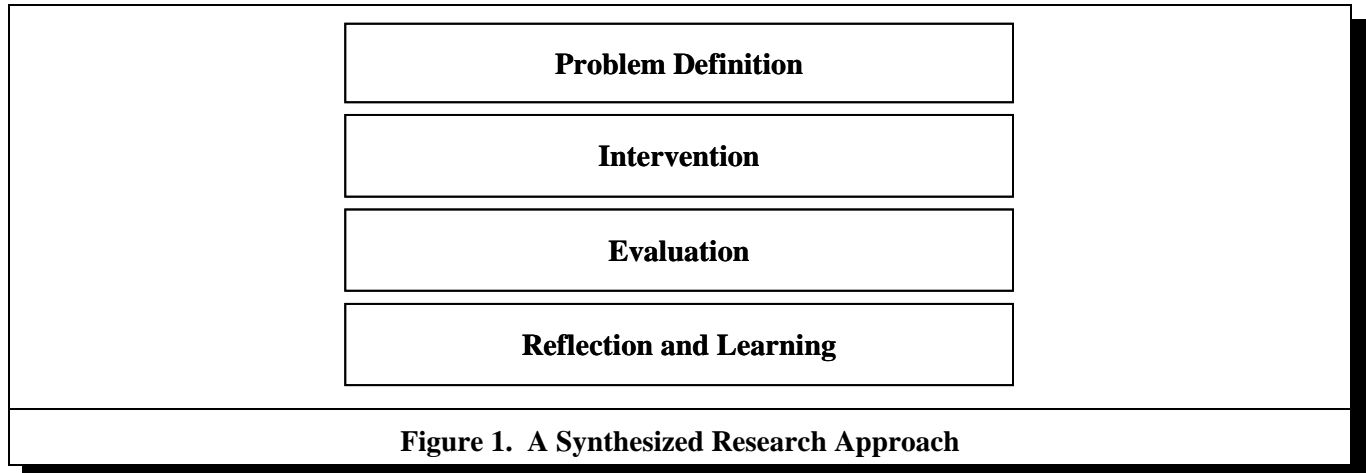 Problem Definition
Intervention
Evaluation
Reflection and Learning
Figure 1. A Synthesized Research Approach